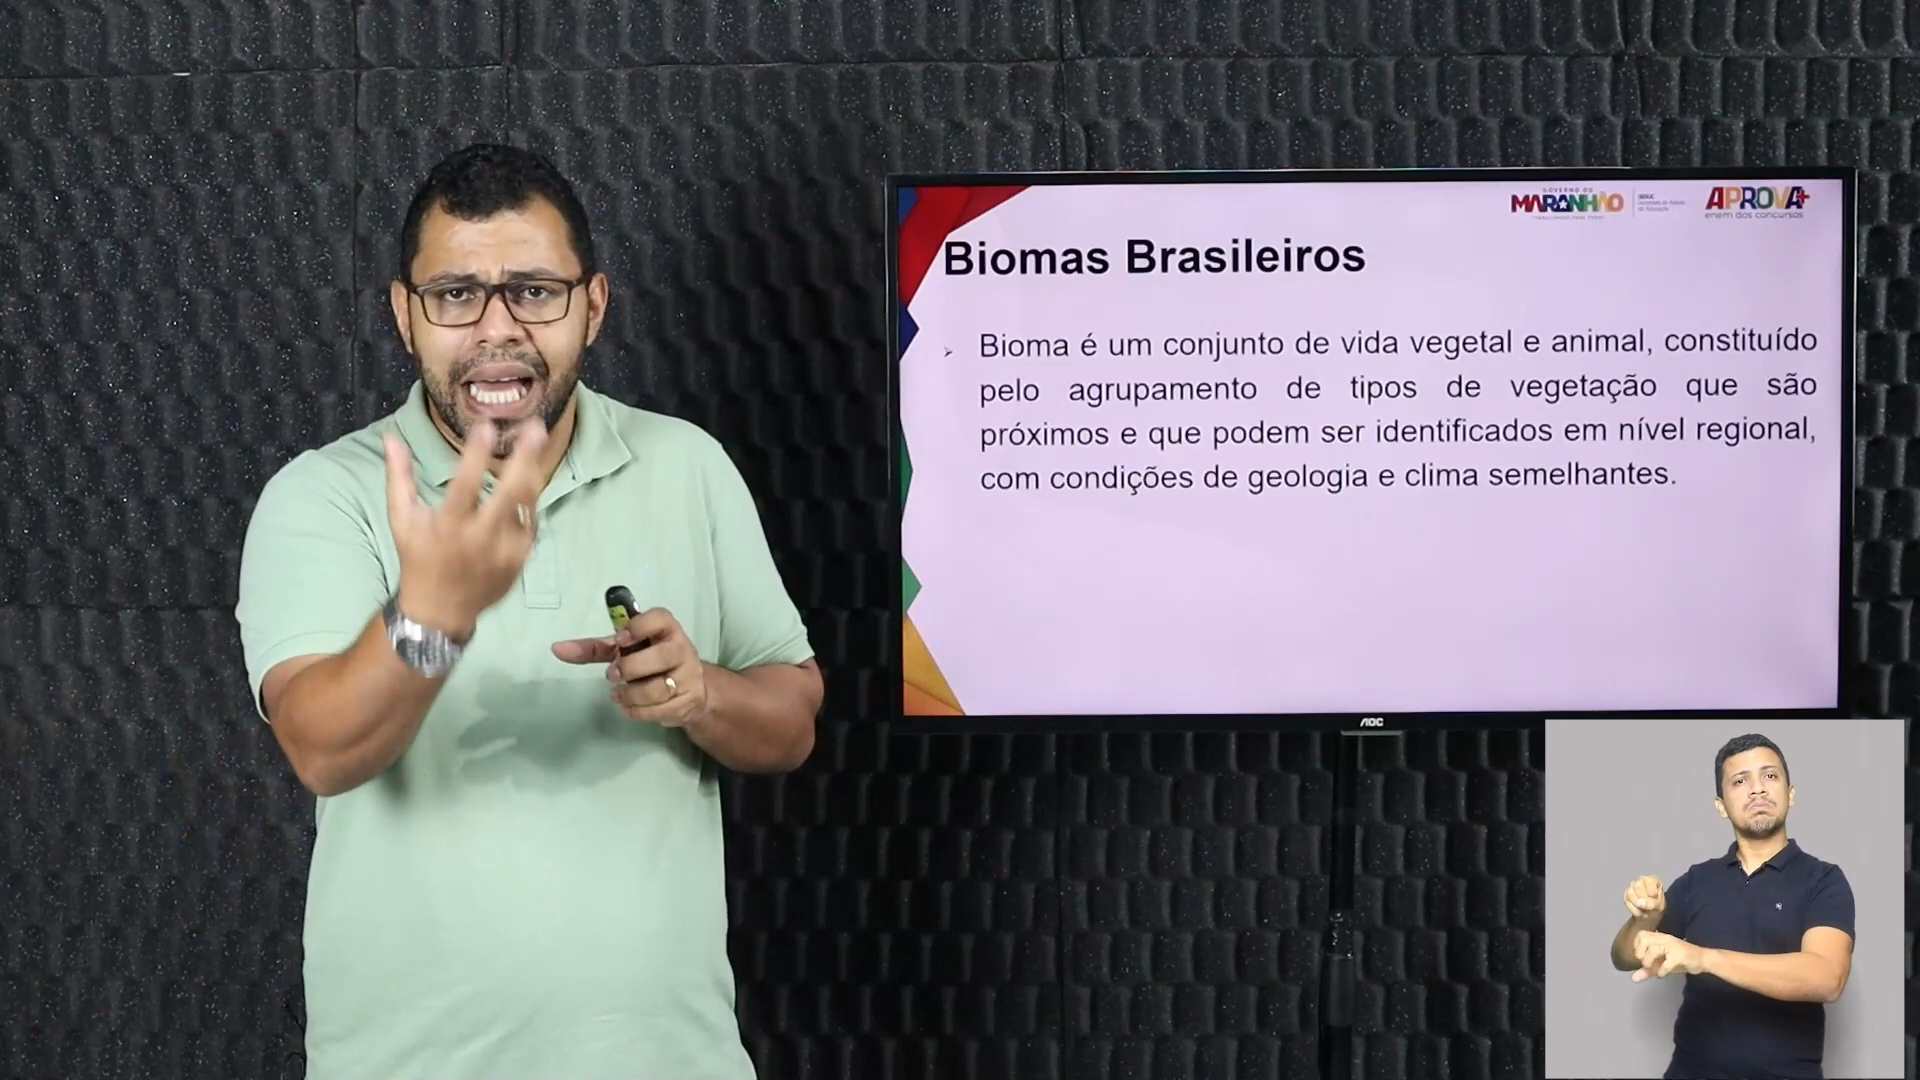 GOVERNO DO
MARANHÃO
APROVA+
enem dos concursos
Biomas Brasileiros
Bioma é um conjunto de vida vegetal e animal, constituído
pelo agrupamento de tipos de vegetação que são
próximos e que podem ser identificados em nível regional,
com condições de geologia e clima semelhantes.
AOC